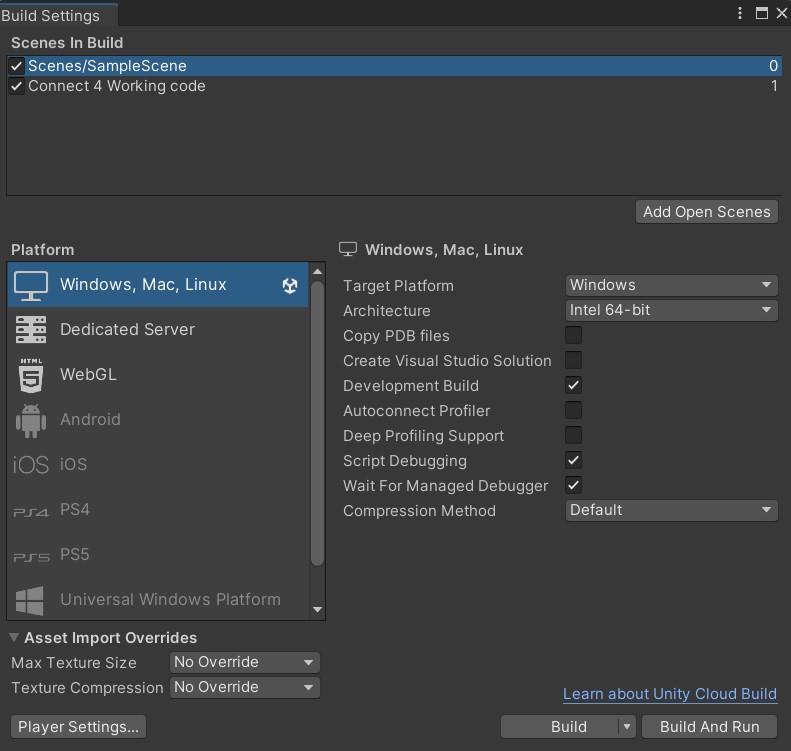 Build Settings
Scenes In Build
Scenes/SampleScene 0
Connect 4 Working code 1
Add Open Scenes
Platform
Windows, Mac, Linux
Dedicated Server
HTML 5 WebGL
Android
iOS iOS
PS4 PS4
PS5 PS5
Universal Windows Platform
Windows, Mac, Linux
Target Platform Windows
Architecture Intel 64-bit
Copy PDB files
Create Visual Studio Solution
Development Build
Autoconnect Profiler
Deep Profiling Support
Script Debugging
Wait For Managed Debugger
Compression Method Default
Asset Import Overrides
Max Texture Size No Override
Texture Compression No Override
Learn about Unity Cloud Build
Player Settings... Build Build And Run